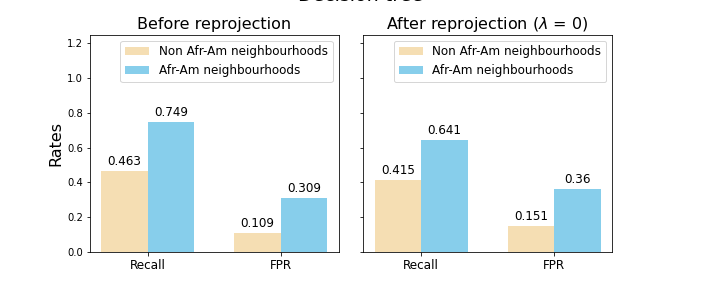 Decision tree
Before reprojection
After reprojection (λ = 0)
Rates
1.2
1.0
0.8
0.6
0.4
0.2
0.0
Non Afr-Am neighbourhoods
Afr-Am neighbourhoods
0.463
0.749
0.109
0.309
Recall
FPR
Non Afr-Am neighbourhoods
Afr-Am neighbourhoods
0.415
0.641
0.151
0.36
Recall
FPR